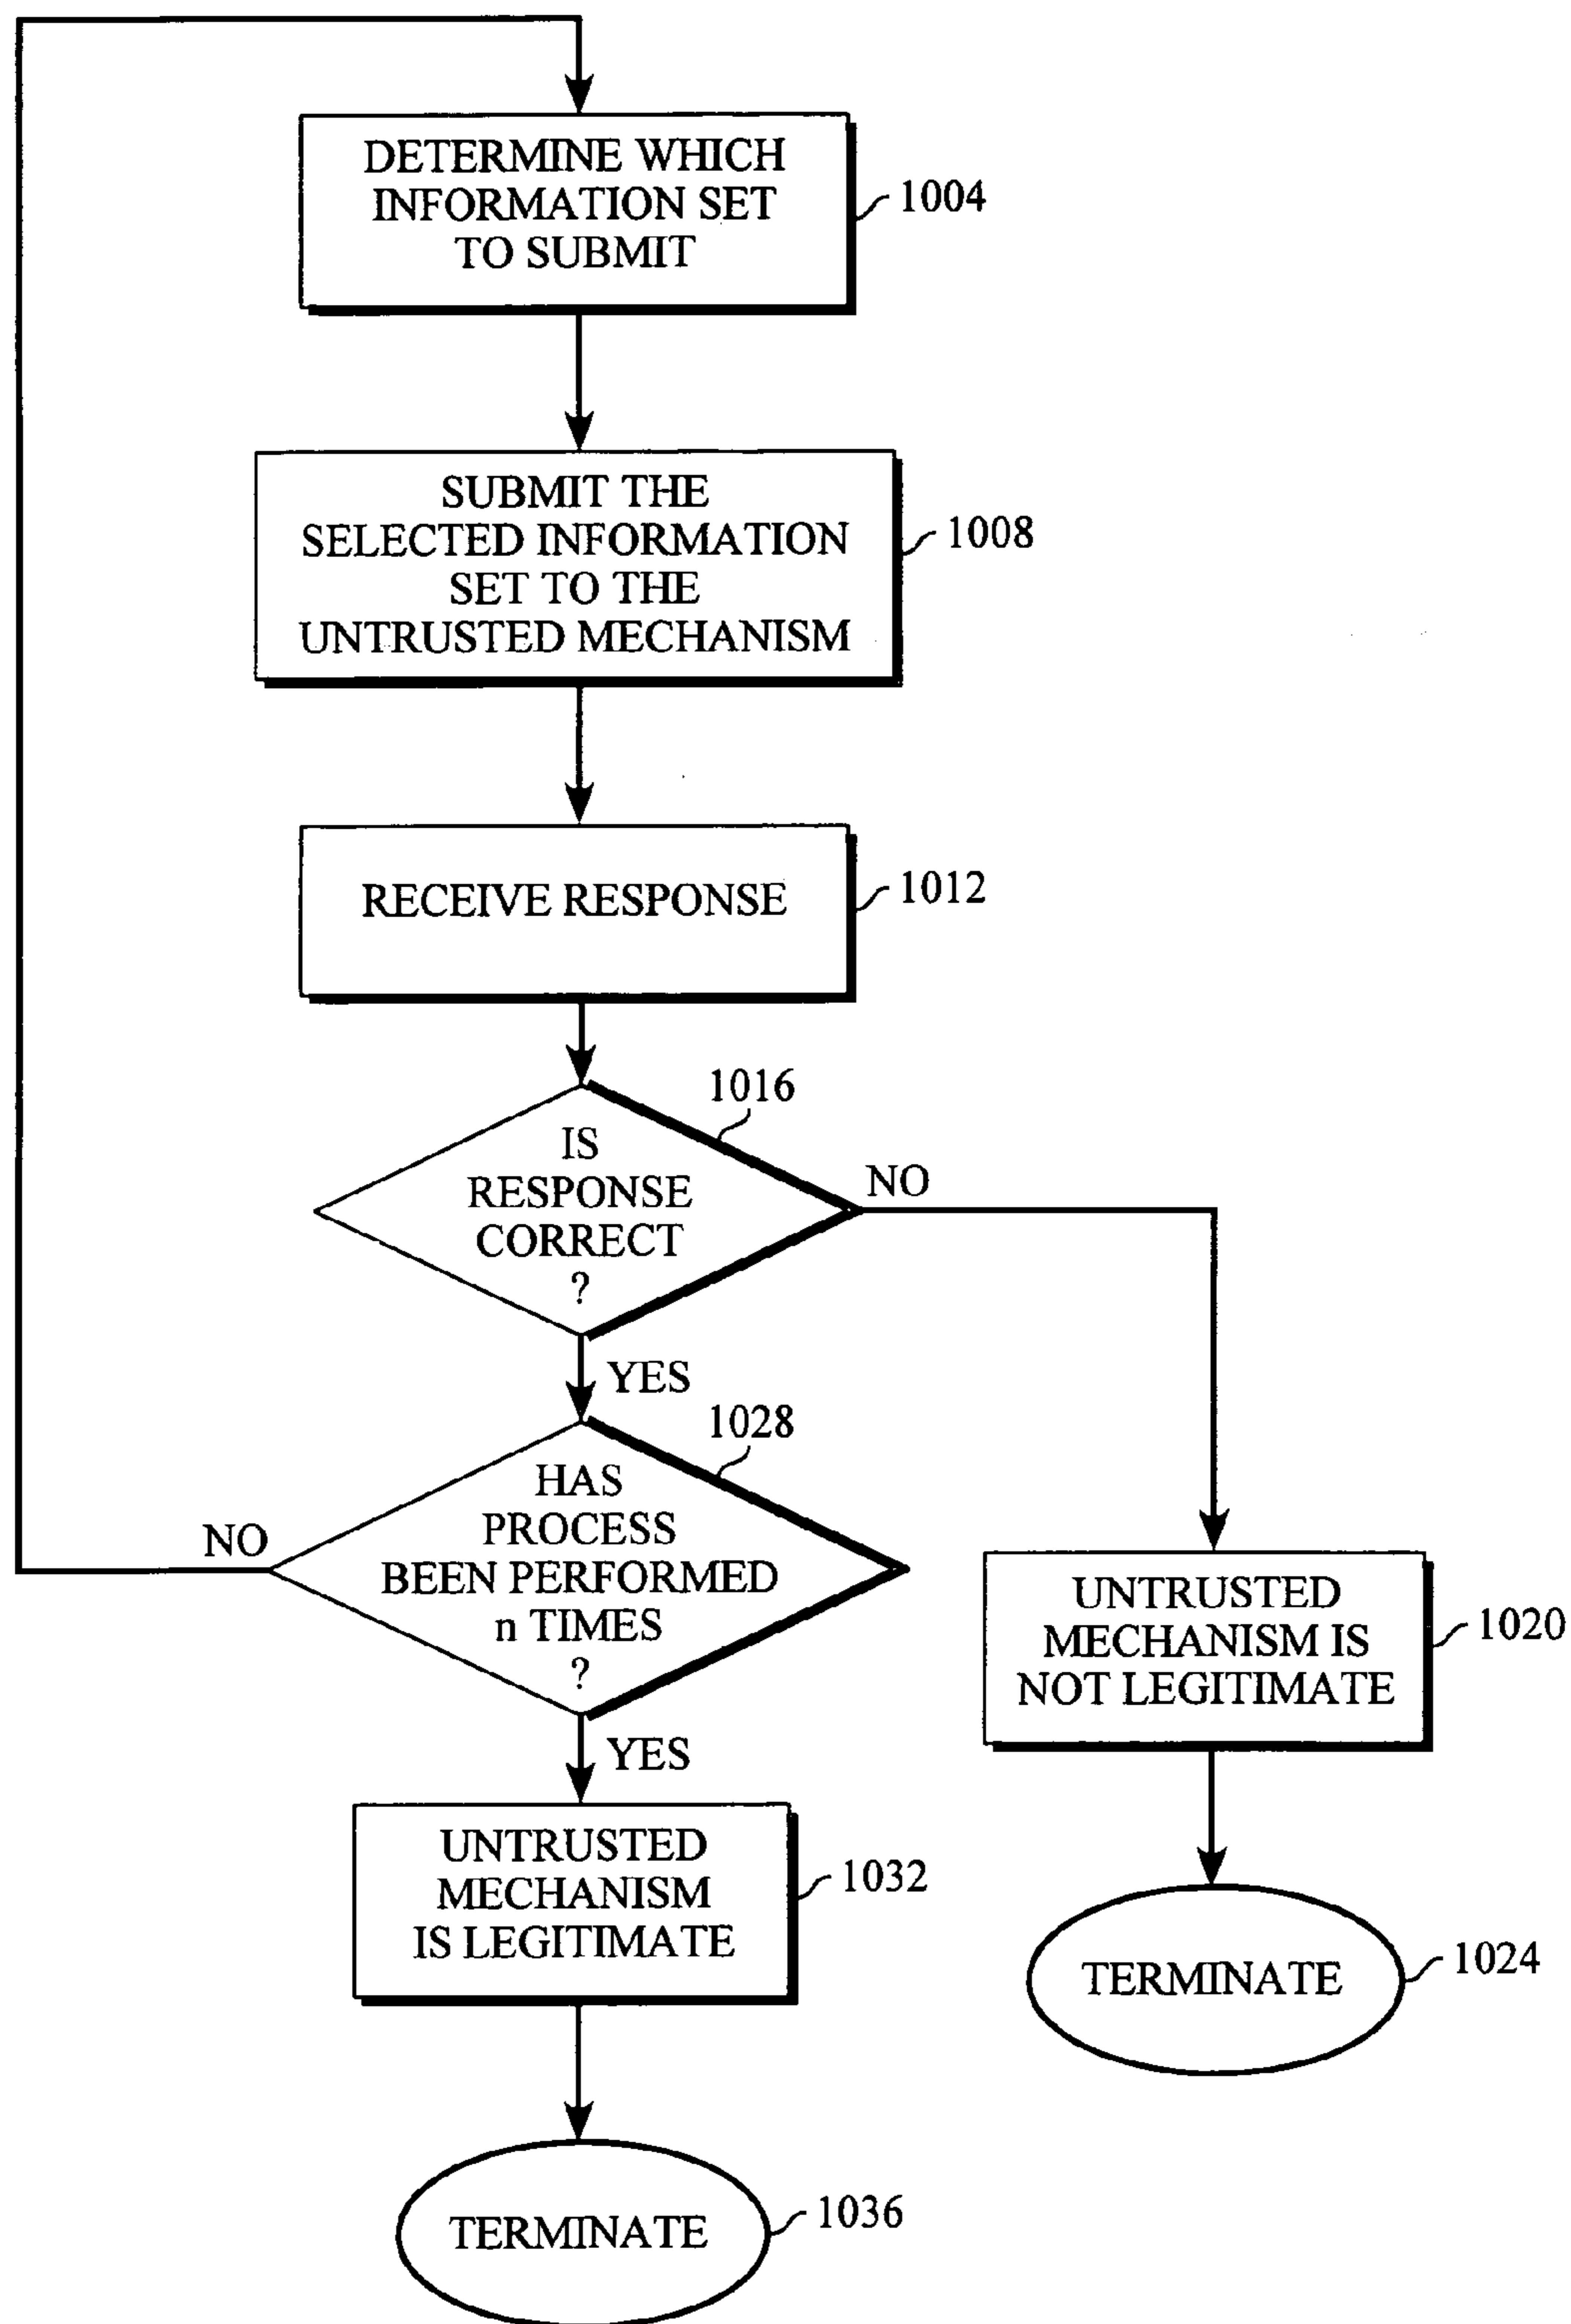 DETERMINE WHICH
INFORMATION SET
TO SUBMIT
1004
SUBMIT THE
SELECTED INFORMATION
SET TO THE
UNTRUSTED MECHANISM
1008
RECEIVE RESPONSE
1012
1016
IS
RESPONSE
CORRECT
?
NO
YES
1028
HAS
PROCESS
BEEN PERFORMED
n TIMES
?
NO
YES
UNTRUSTED
MECHANISM IS
NOT LEGITIMATE
1020
UNTRUSTED
MECHANISM
IS LEGITIMATE
1032
TERMINATE
1024
TERMINATE
1036